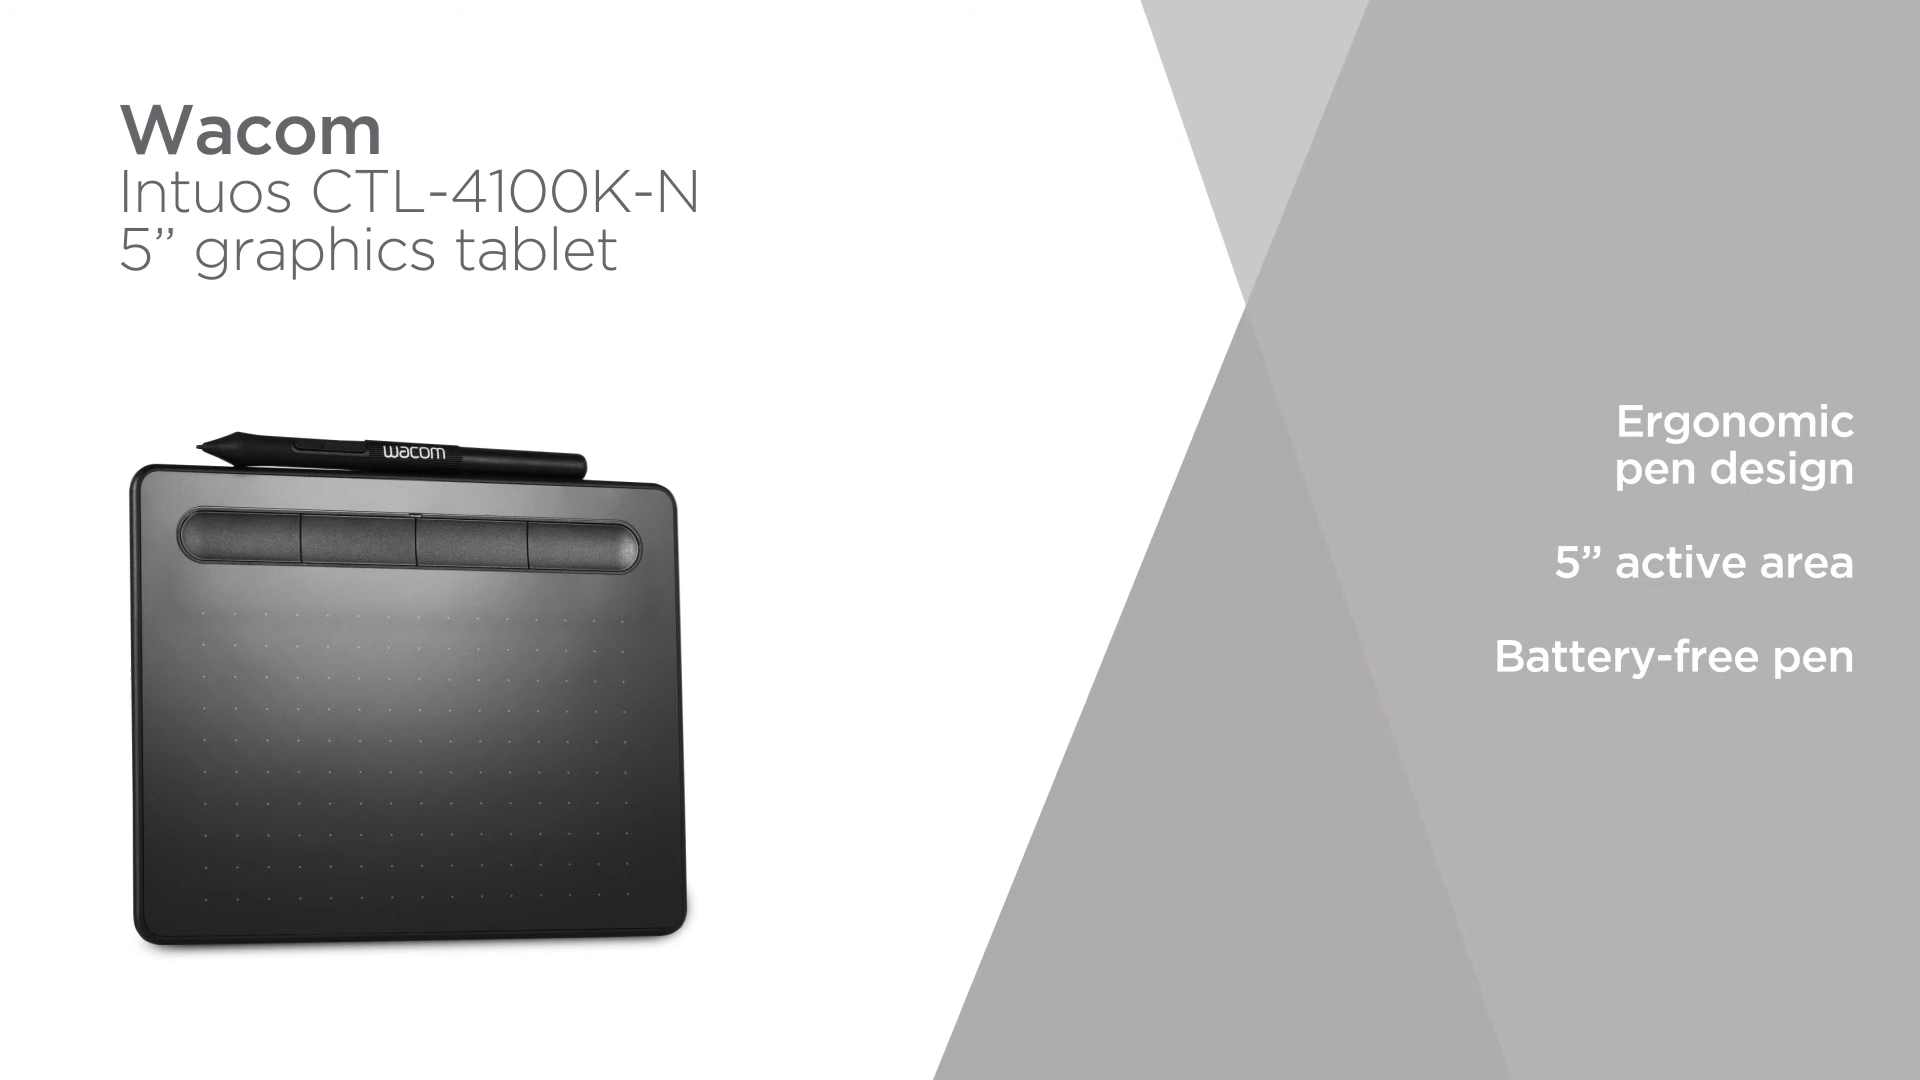 Wacom
Intuos CTL-4100K-N
5” graphics tablet
wacom
Ergonomic
pen design
5” active area
Battery-free pen